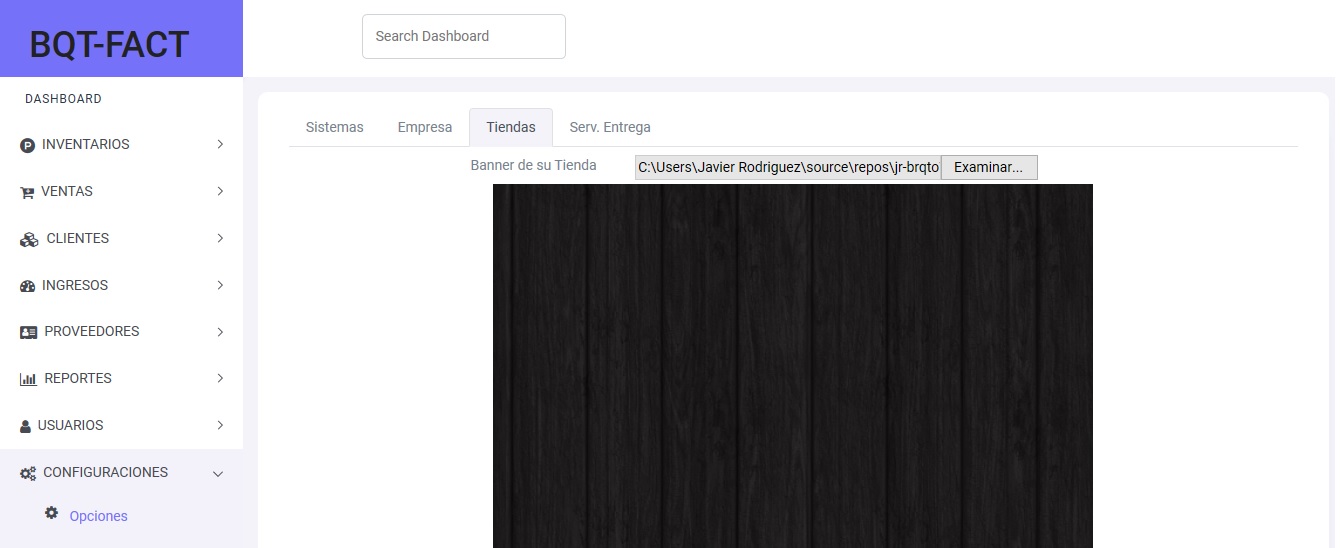 BQT-FACT
Search Dashboard
DASHBOARD
INVENTARIOS
VENTAS
CLIENTES
INGRESOS
PROVEEDORES
REPORTES
USUARIOS
CONFIGURACIONES
Opciones
Sistemas Empresa Tiendas Serv. Entrega
Banner de su Tienda C:\Users\Javier Rodriguez\source\repos\jr-brqto Examinar...